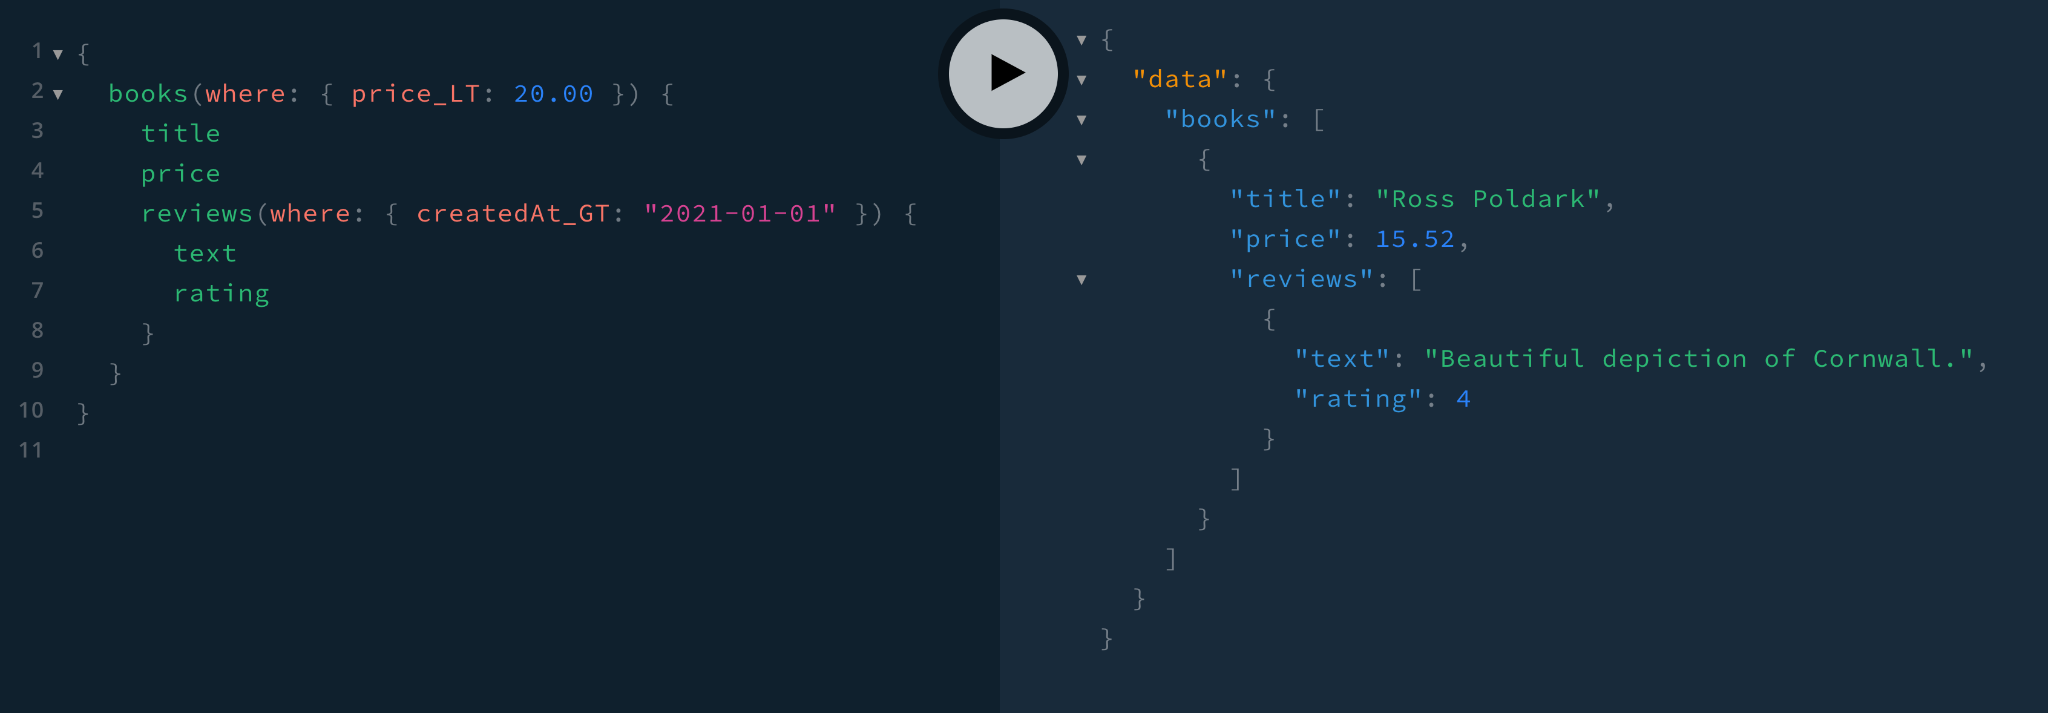 1 {
2 books(where: { price_LT: 20.00 }) {
3 title
4 price
5 reviews(where: { createdAt_GT: "2021-01-01" }) {
6 text
7 rating
8 }
9 }
10 }
11
{
"data": {
"books": [
{
"title": "Ross Poldark",
"price": 15.52,
"reviews": [
{
"text": "Beautiful depiction of Cornwall.",
"rating": 4
}
]
}
]
}
}